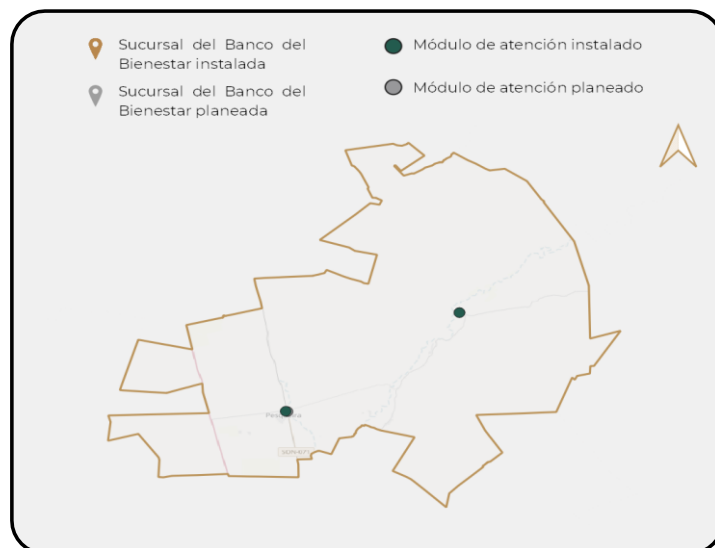 Sucursal del Banco del
Bienestar instalada
Sucursal del Banco del
Bienestar planeada
Módulo de atención instalado
Módulo de atención planeado